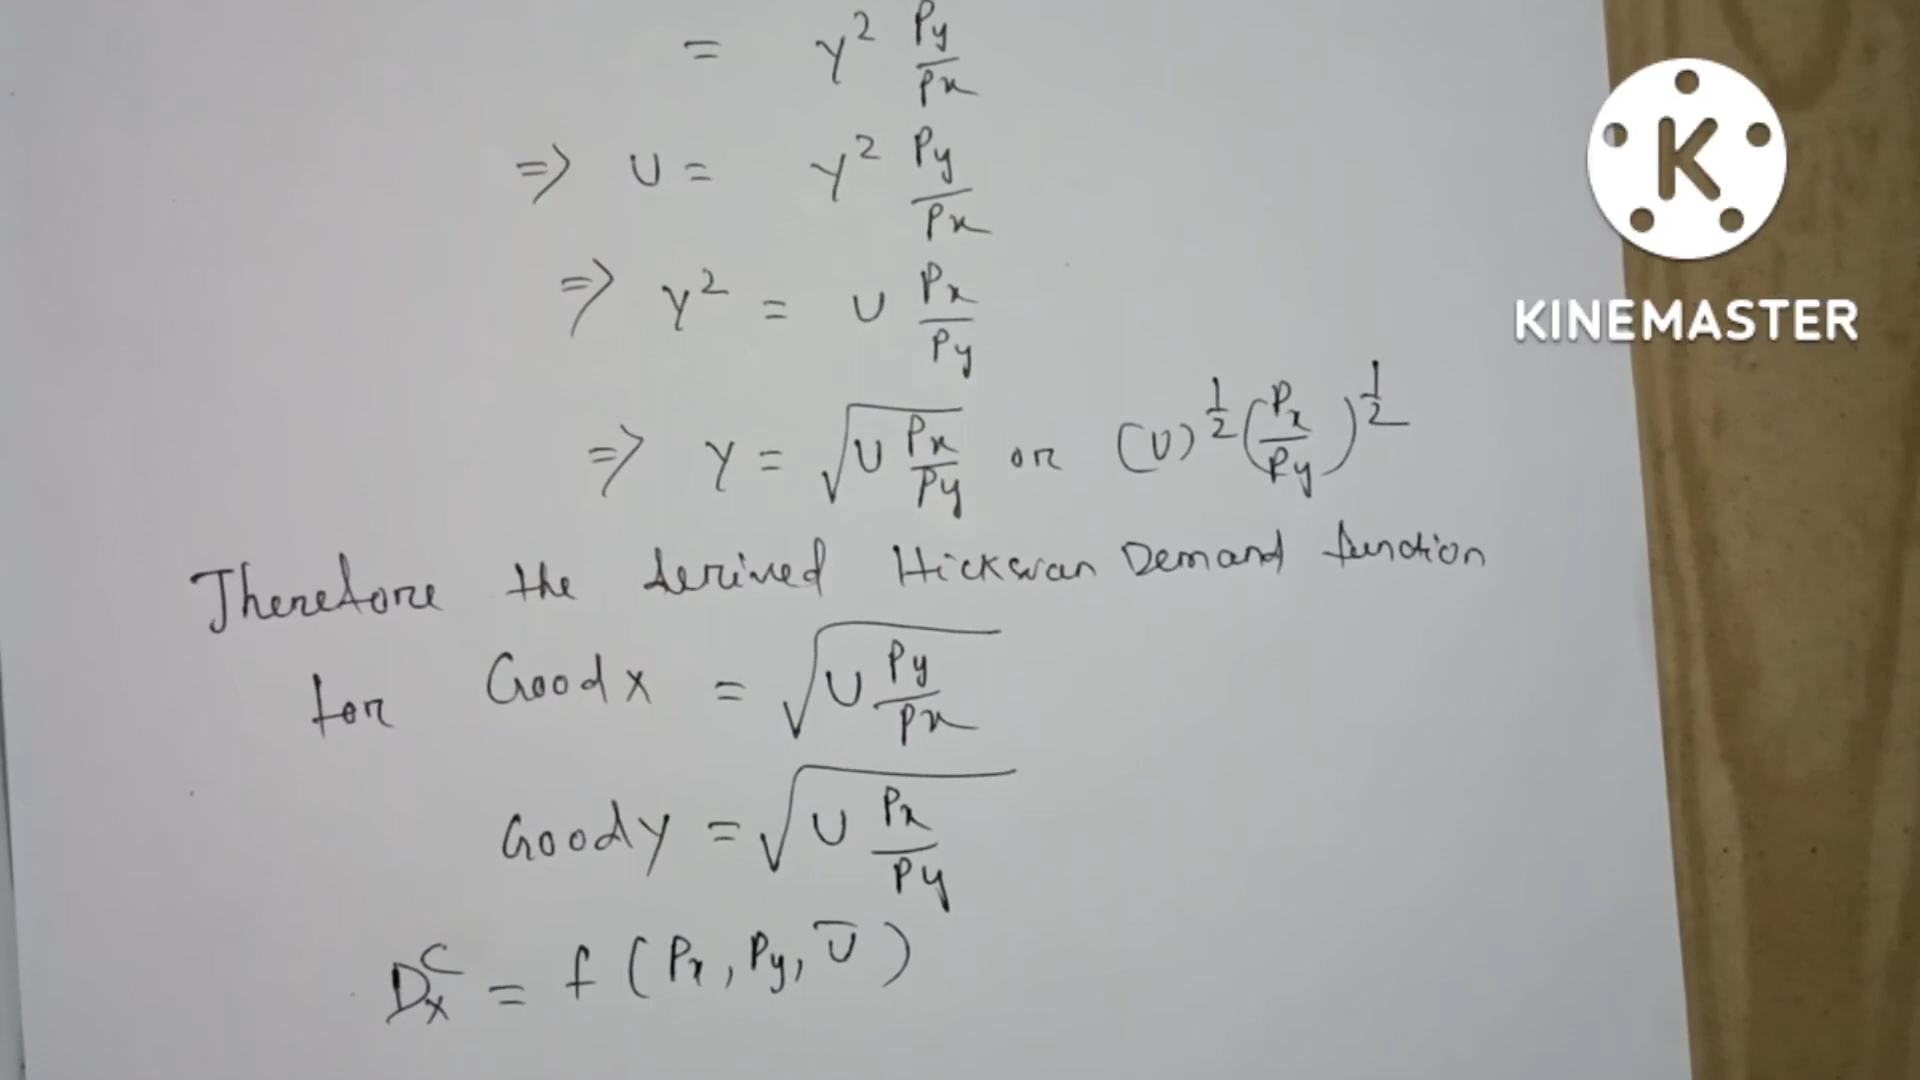 = y² Py/Px
=> U = y² Py/Px
=> y² = U Px/Py
=> y = √(U Px/Py) or (U)^1/2 (Px/Py)^1/2
Therefore the derived Hicksian Demand function
for Good x = √(U Py/Px)
Good y = √(U Px/Py)
D_x^C = f (Px, Py, Ū)
K
KINEMASTER